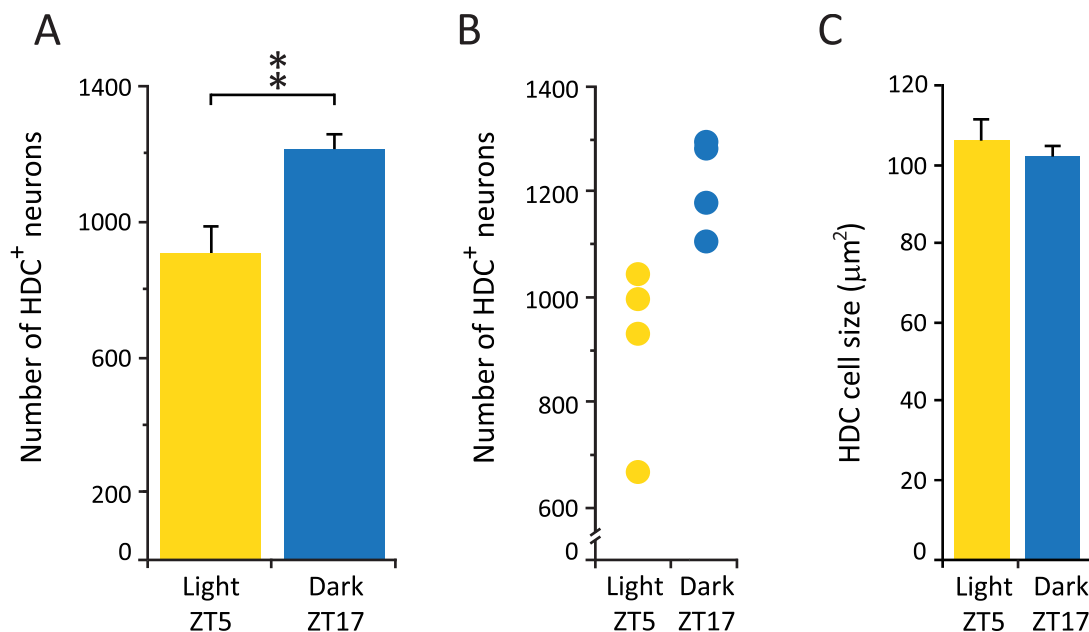 A
Number of HDC⁺ neurons
1400
1000
600
200
0
**
Light
ZT5
Dark
ZT17
B
Number of HDC⁺ neurons
1400
1200
1000
800
600
0
Light
ZT5
Dark
ZT17
C
HDC cell size (µm²)
120
100
80
60
40
20
0
Light
ZT5
Dark
ZT17